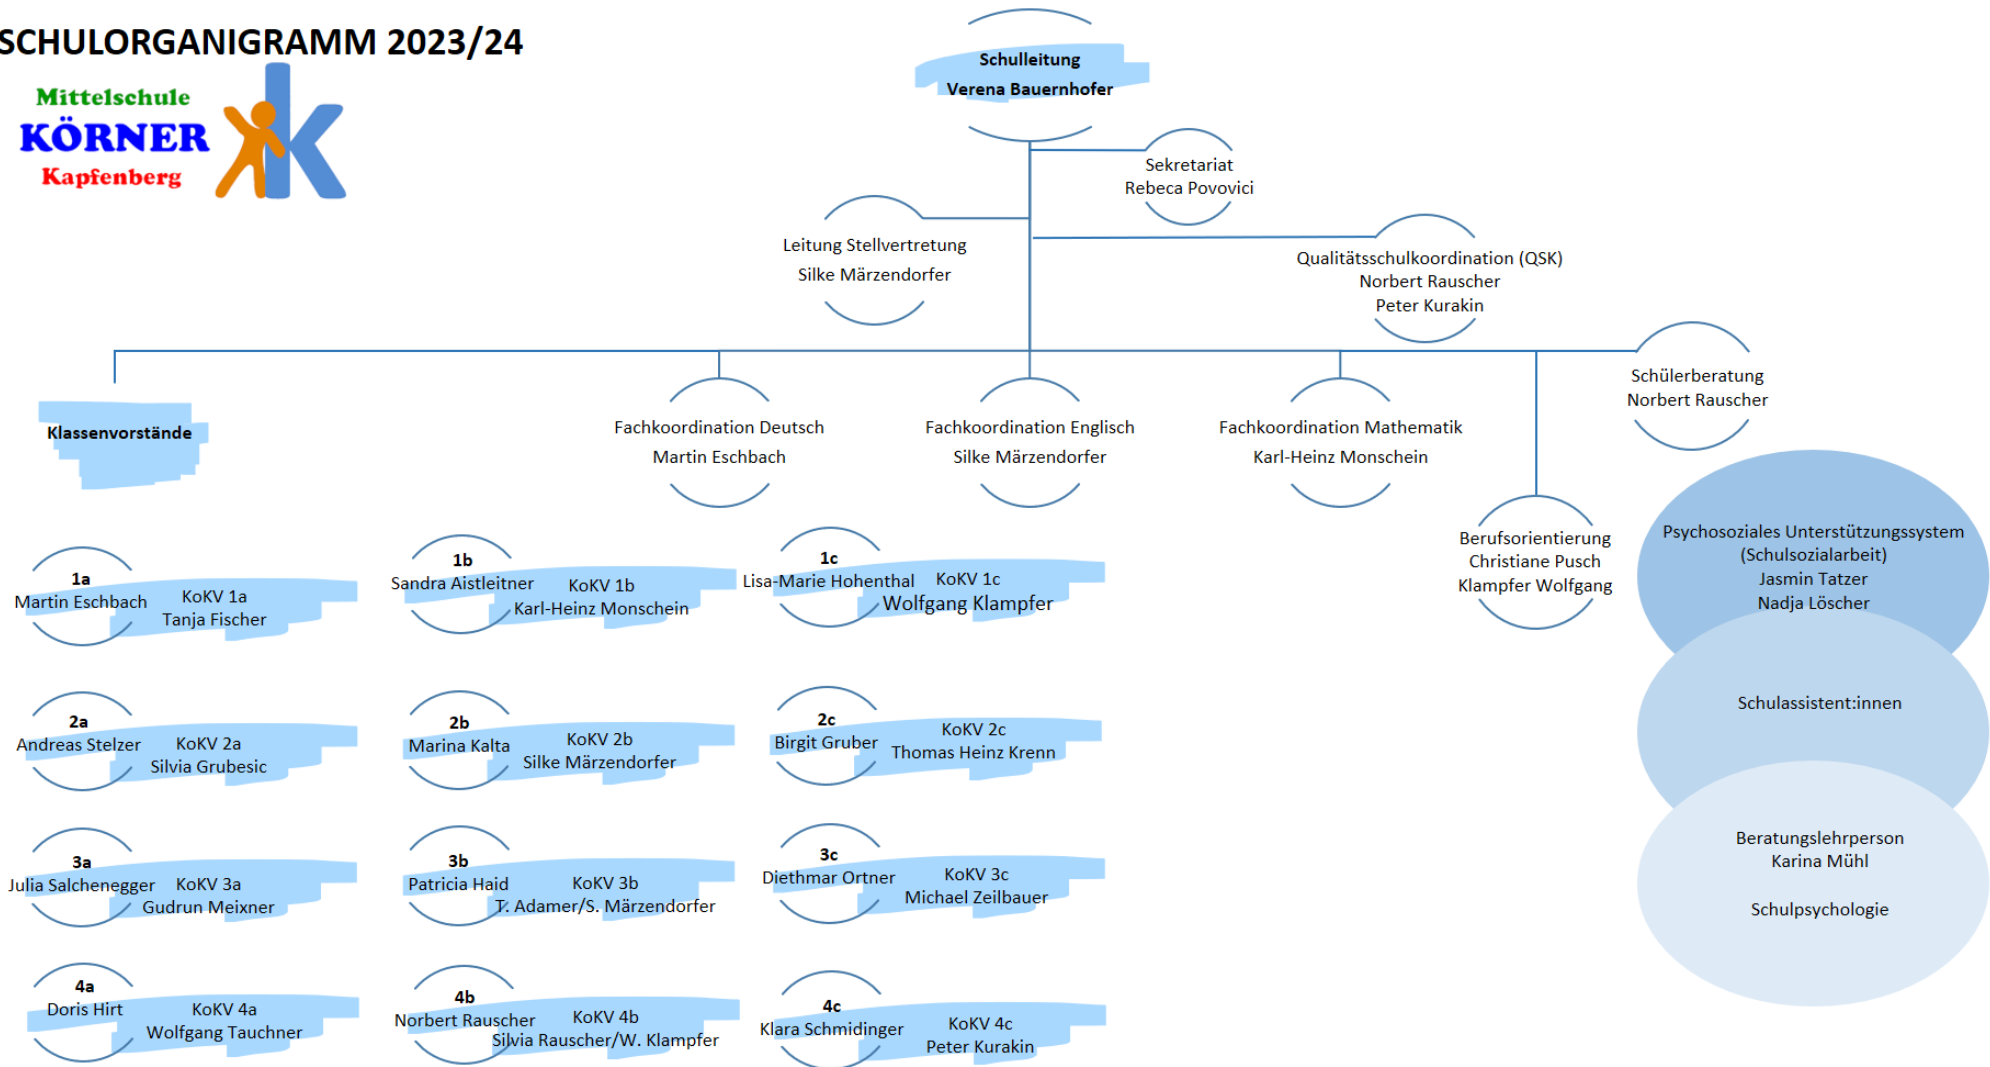 SCHULORGANIGRAMM 2023/24
Mittelschule
KÖRNER
Kapfenberg
Schulleitung
Verena Bauernhofer
Sekretariat
Rebeca Povovici
Leitung Stellvertretung
Silke Märzendorfer
Qualitätsschulkoordination (QSK)
Norbert Rauscher
Peter Kurakin
Schülerberatung
Norbert Rauscher
Klassenvorstände
Fachkoordination Deutsch
Martin Eschbach
Fachkoordination Englisch
Silke Märzendorfer
Fachkoordination Mathematik
Karl-Heinz Monschein
Berufsorientierung
Christiane Pusch
Klampfer Wolfgang
Psychosoziales Unterstützungssystem
(Schulsozialarbeit)
Jasmin Tatzer
Nadja Löscher
Schulassistent:innen
Beratungslehrperson
Karina Mühl
Schulpsychologie
1a
Martin Eschbach
KoKV 1a
Tanja Fischer
1b
Sandra Aistleitner
KoKV 1b
Karl-Heinz Monschein
1c
Lisa-Marie Hohenthal
KoKV 1c
Wolfgang Klampfer
2a
Andreas Stelzer
KoKV 2a
Silvia Grubesic
2b
Marina Kalta
KoKV 2b
Silke Märzendorfer
2c
Birgit Gruber
KoKV 2c
Thomas Heinz Krenn
3a
Julia Salchenegger
KoKV 3a
Gudrun Meixner
3b
Patricia Haid
KoKV 3b
T. Adamer/S. Märzendorfer
3c
Diethmar Ortner
KoKV 3c
Michael Zeilbauer
4a
Doris Hirt
KoKV 4a
Wolfgang Tauchner
4b
Norbert Rauscher
KoKV 4b
Silvia Rauscher/W. Klampfer
4c
Klara Schmidinger
KoKV 4c
Peter Kurakin